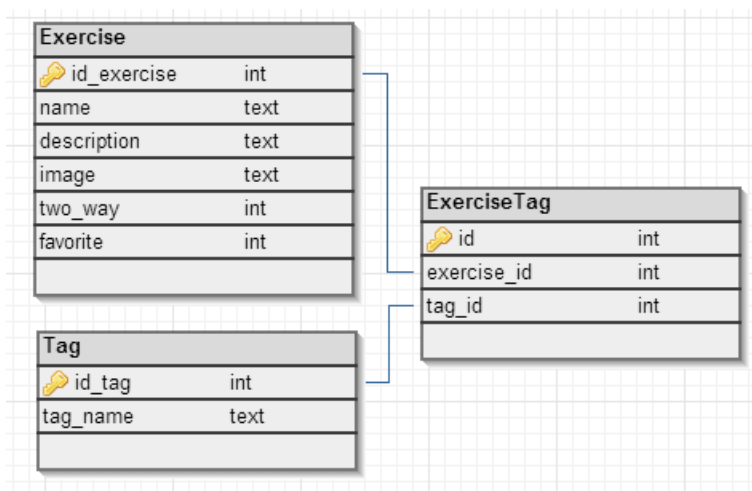 Exercise
id_exercise int
name text
description text
image text
two_way int
favorite int
ExerciseTag
id int
exercise_id int
tag_id int
Tag
id_tag int
tag_name text